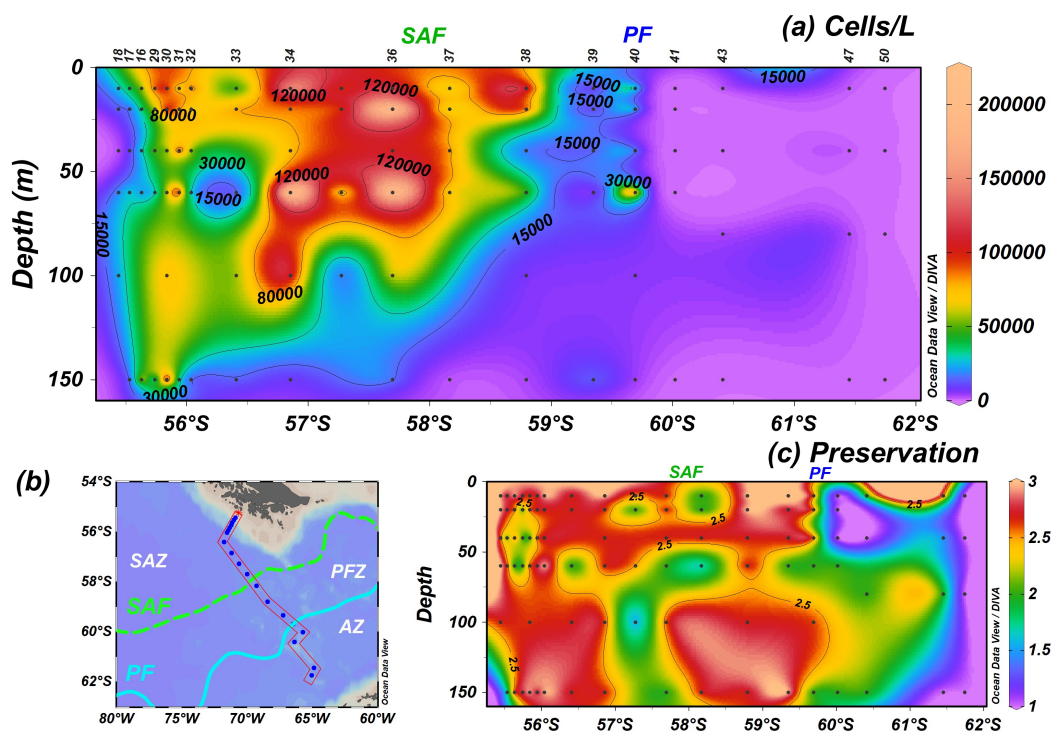 (a) Cells/L
SAF PF
18 17 16 29 30 31 32 33 34 36 37 38 39 40 41 43 47 50
0
50
100
150
Depth (m)
120000 120000 15000 15000
80000 15000
30000 15000
120000 120000 30000
15000
15000 15000
80000
30000
56°S 57°S 58°S 59°S 60°S 61°S 62°S
200000
150000
100000
50000
0
Ocean Data View / DIVA
(b)
54°S
56°S
58°S
60°S
62°S
SAZ
PFZ
SAF
AZ
PF
80°W 75°W 70°W 65°W 60°W
Ocean Data View
(c) Preservation
SAF PF
0
50
100
150
Depth
2.5 2.5 2.5
2.5
2.5
2.5
56°S 57°S 58°S 59°S 60°S 61°S 62°S
3
2.5
2
1.5
1
Ocean Data View / DIVA